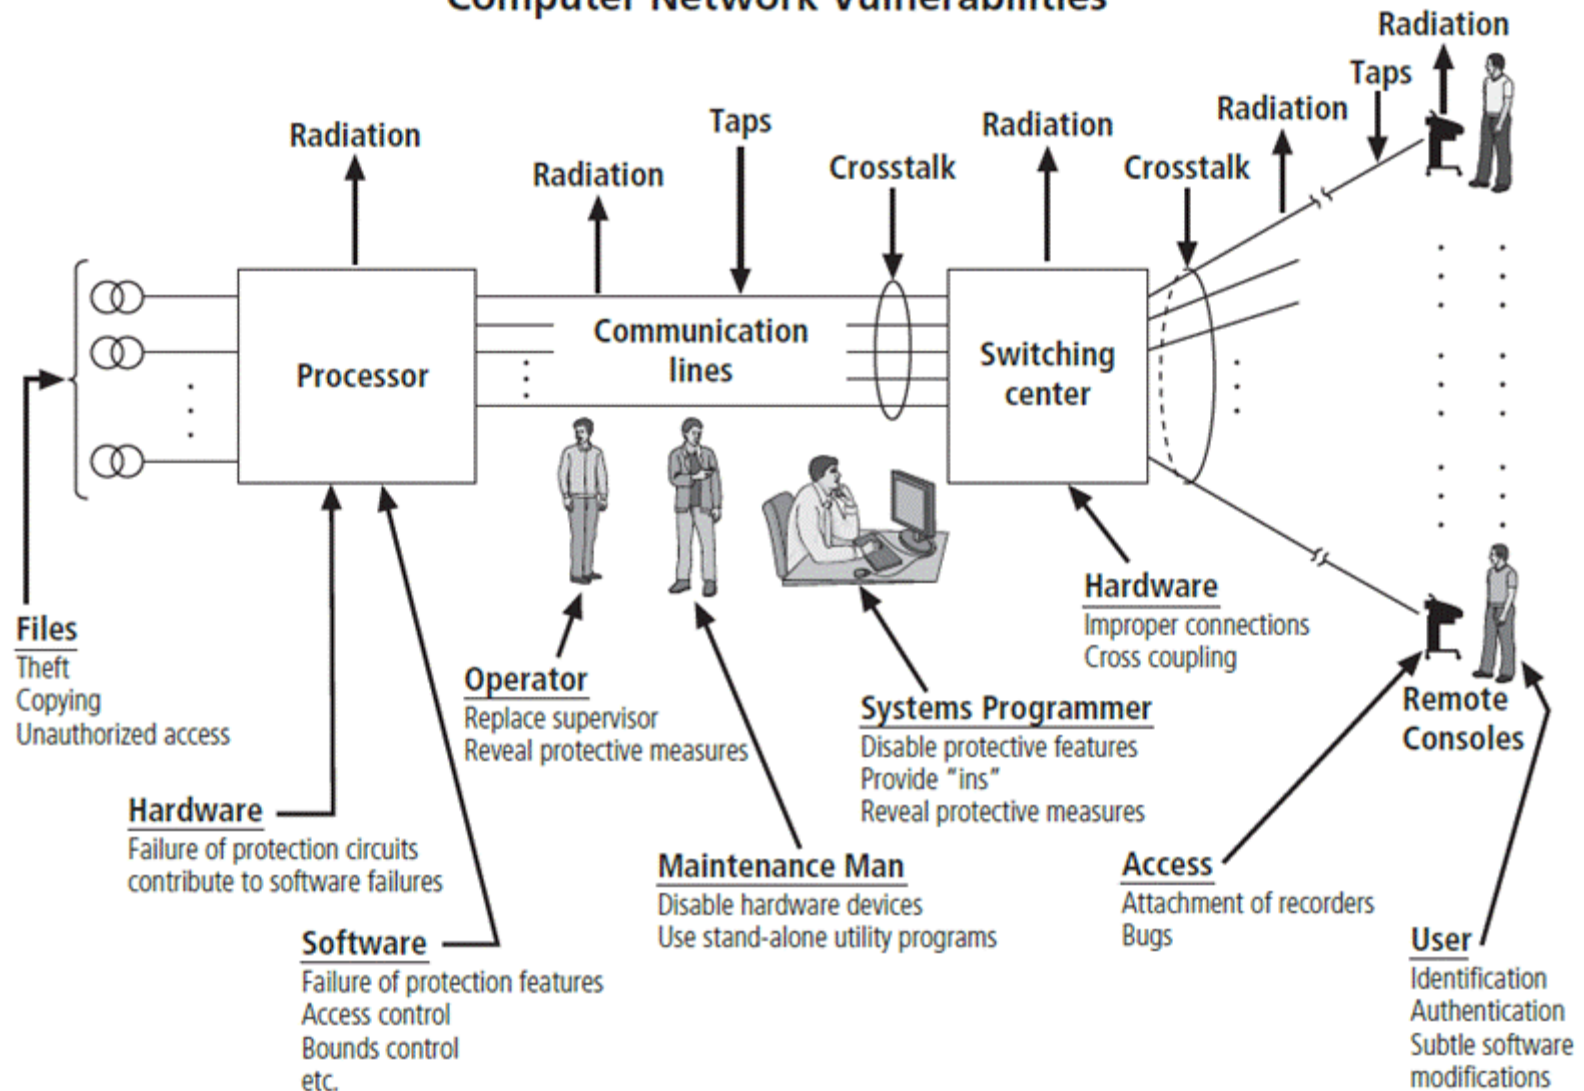 Computer Network Vulnerabilities
Radiation
Taps
Radiation
Taps
Radiation
Radiation
Crosstalk
Crosstalk
Radiation
Radiation
Communication
lines
Processor
Switching
center
Files
Theft
Copying
Unauthorized access
Hardware
Failure of protection circuits
contribute to software failures
Software
Failure of protection features
Access control
Bounds control
etc.
Operator
Replace supervisor
Reveal protective measures
Maintenance Man
Disable hardware devices
Use stand-alone utility programs
Systems Programmer
Disable protective features
Provide “ins”
Reveal protective measures
Hardware
Improper connections
Cross coupling
Remote
Consoles
Access
Attachment of recorders
Bugs
User
Identification
Authentication
Subtle software
modifications